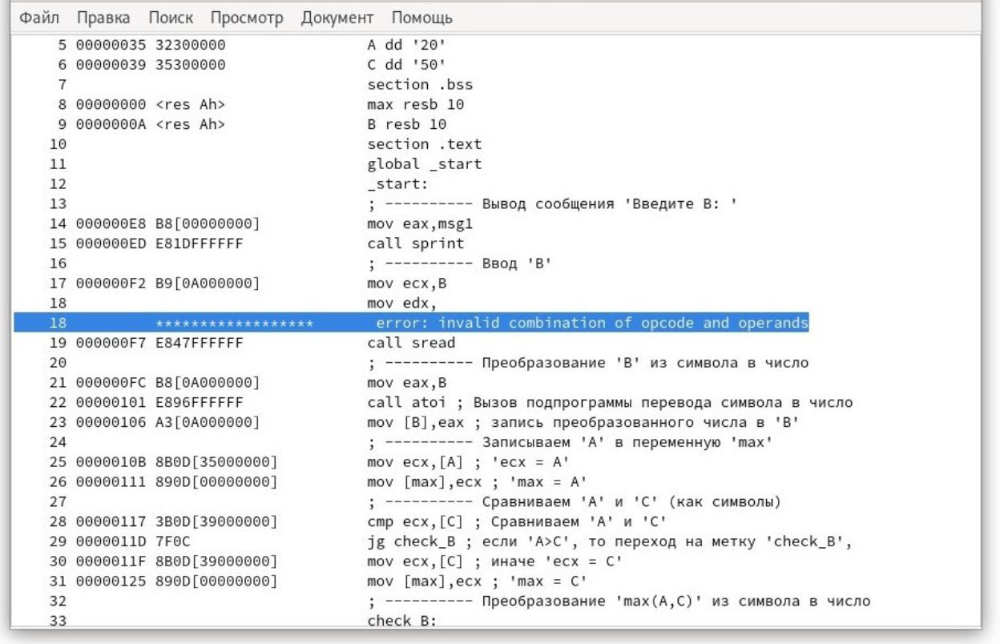 Файл Правка Поиск Просмотр Документ Помощь
5 00000035 32300000 A dd '20'
6 00000039 35300000 C dd '50'
7 section .bss
8 00000000 <res Ah> max resb 10
9 0000000A <res Ah> B resb 10
10 section .text
11 global _start
12 _start:
13 ; ---------- Вывод сообщения 'Введите B: '
14 000000E8 B8[00000000] mov eax,msg1
15 000000ED E81DFFFFFF call sprint
16 ; ---------- Ввод 'B'
17 000000F2 B9[0A000000] mov ecx,B
18 mov edx,
18 ****************** error: invalid combination of opcode and operands
19 000000F7 E847FFFFFF call sread
20 ; ---------- Преобразование 'B' из символа в число
21 000000FC B8[0A000000] mov eax,B
22 00000101 E896FFFFFF call atoi ; Вызов подпрограммы перевода символа в число
23 00000106 A3[0A000000] mov [B],eax ; запись преобразованного числа в 'B'
24 ; ---------- Записываем 'A' в переменную 'max'
25 0000010B 8B0D[35000000] mov ecx,[A] ; 'ecx = A'
26 00000111 890D[00000000] mov [max],ecx ; 'max = A'
27 ; ---------- Сравниваем 'A' и 'С' (как символы)
28 00000117 3B0D[39000000] cmp ecx,[C] ; Сравниваем 'A' и 'С'
29 0000011D 7F0C jg check_B ; если 'A>C', то переход на метку 'check_B',
30 0000011F 8B0D[39000000] mov ecx,[C] ; иначе 'ecx = C'
31 00000125 890D[00000000] mov [max],ecx ; 'max = C'
32 ; ---------- Преобразование 'max(A,C)' из символа в число
33 check_B: